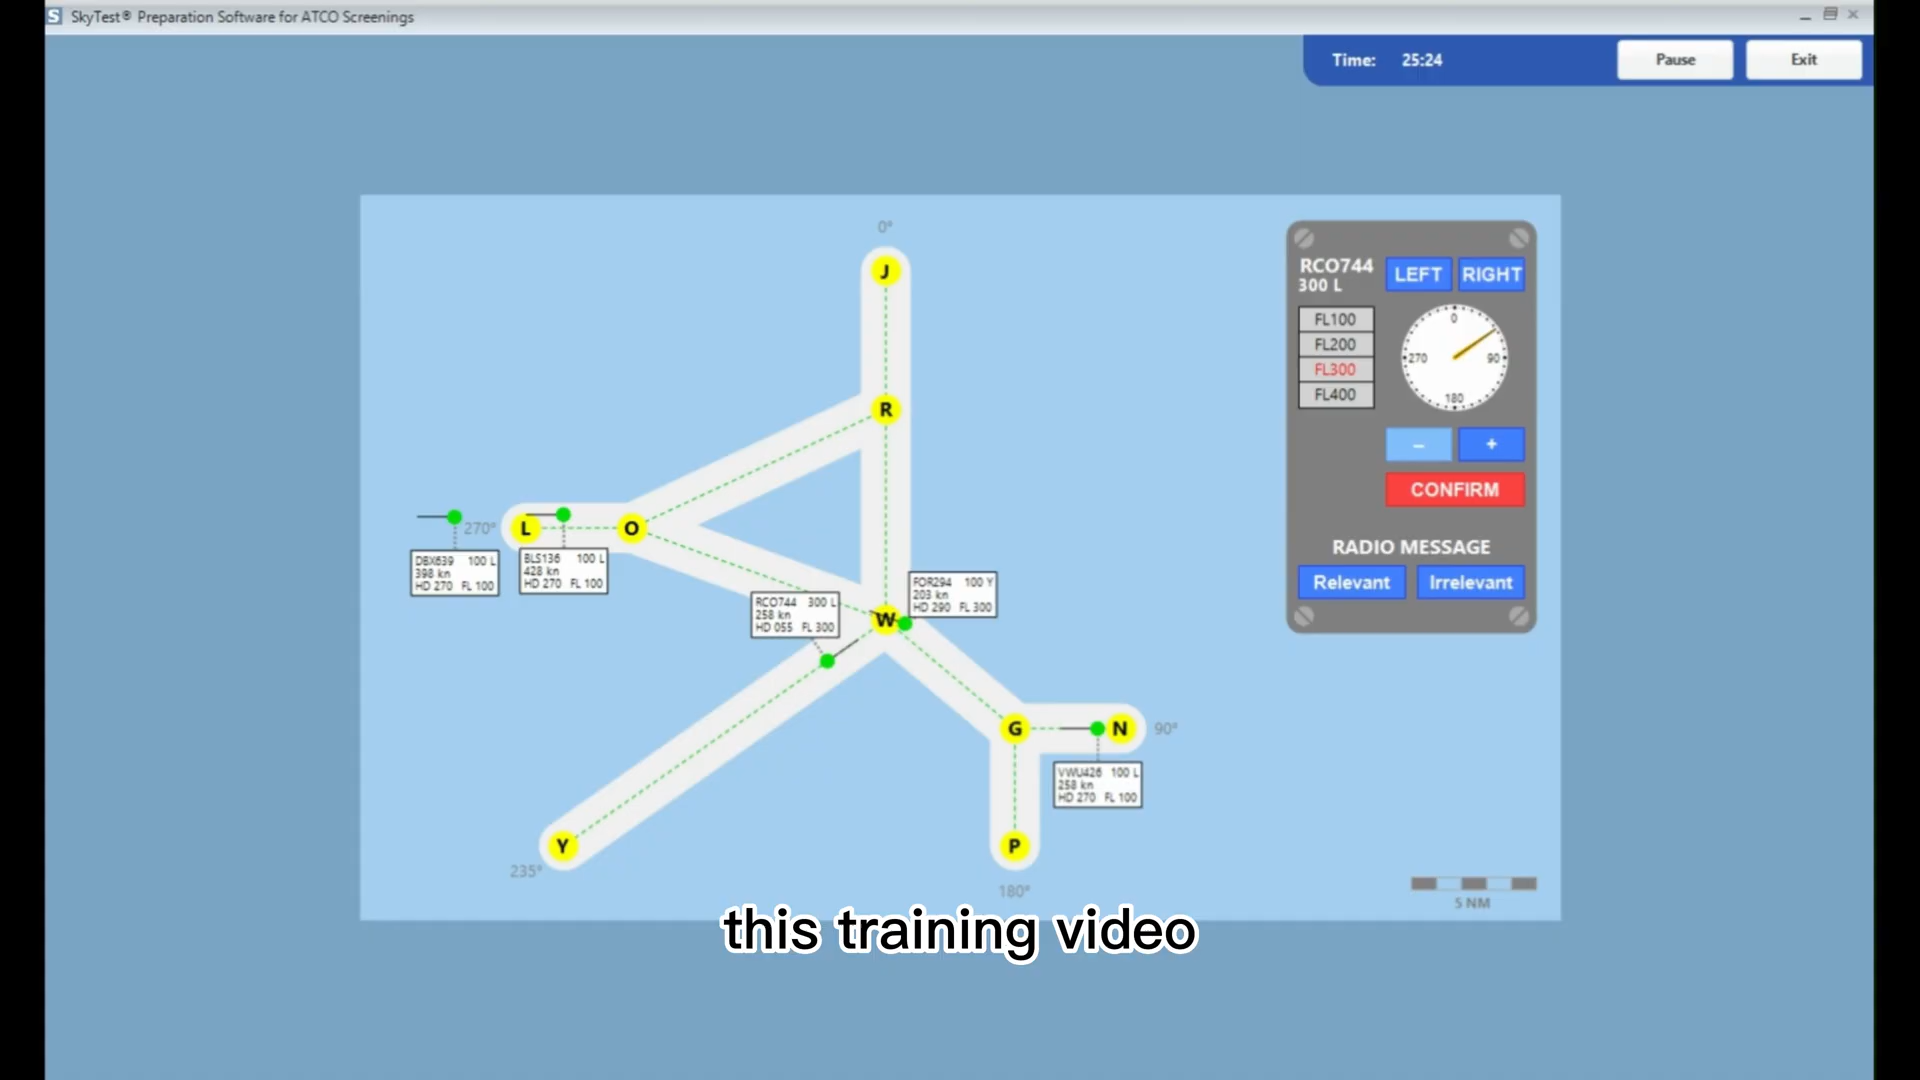 SkyTest® Preparation Software for ATCO Screenings
Time: 25:24
Pause
Exit
0°
J
R
RCO744
300 L
LEFT
RIGHT
FL100
FL200
FL300
FL400
0
270
90
180
–
+
CONFIRM
RADIO MESSAGE
Relevant
Irrelevant
270°
L
O
DBX639 100 L
398 kn
HD 270 FL 100
BLS136 100 L
428 kn
HD 270 FL 100
RCO744 300 L
258 kn
HD 055 FL 300
W
FOR294 100 Y
203 kn
HD 290 FL 300
G
N
90°
VWU426 100 L
258 kn
HD 270 FL 100
Y
235°
P
180°
5 NM
this training video